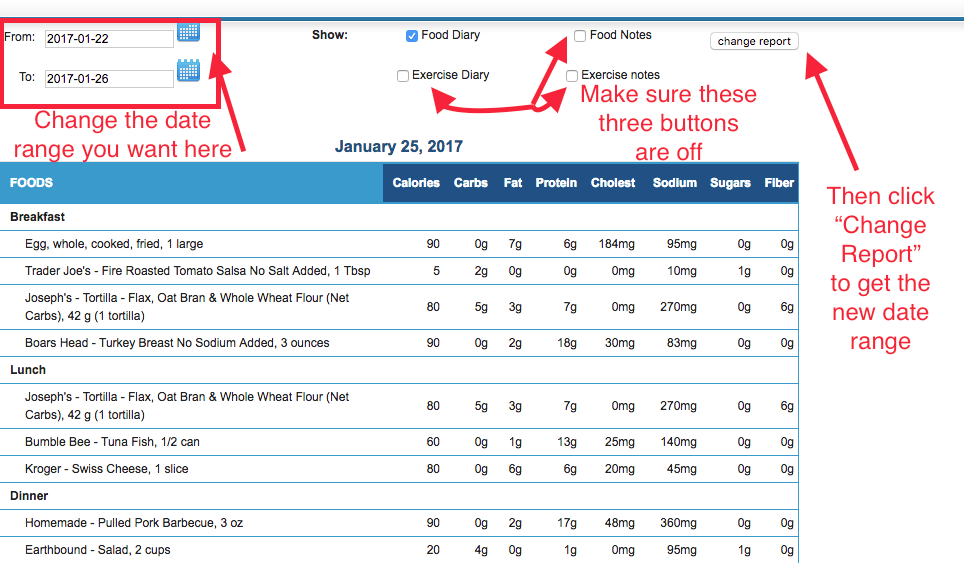 From: 2017-01-22 Show: Food Diary Food Notes change report
To: 2017-01-26 Exercise Diary Exercise notes
Change the date
range you want here
Make sure these
three buttons
are off
Then click
“Change
Report”
to get the
new date
range
January 25, 2017
FOODS Calories Carbs Fat Protein Cholest Sodium Sugars Fiber
Breakfast
Egg, whole, cooked, fried, 1 large 90 0g 7g 6g 184mg 95mg 0g 0g
Trader Joe's - Fire Roasted Tomato Salsa No Salt Added, 1 Tbsp 5 2g 0g 0g 0mg 10mg 1g 0g
Joseph's - Tortilla - Flax, Oat Bran & Whole Wheat Flour (Net
Carbs), 42 g (1 tortilla) 80 5g 3g 7g 0mg 270mg 0g 6g
Boars Head - Turkey Breast No Sodium Added, 3 ounces 90 0g 2g 18g 30mg 83mg 0g 0g
Lunch
Joseph's - Tortilla - Flax, Oat Bran & Whole Wheat Flour (Net
Carbs), 42 g (1 tortilla) 80 5g 3g 7g 0mg 270mg 0g 6g
Bumble Bee - Tuna Fish, 1/2 can 60 0g 1g 13g 25mg 140mg 0g 0g
Kroger - Swiss Cheese, 1 slice 80 0g 6g 6g 20mg 45mg 0g 0g
Dinner
Homemade - Pulled Pork Barbecue, 3 oz 90 0g 2g 17g 48mg 360mg 0g 0g
Earthbound - Salad, 2 cups 20 4g 0g 1g 0mg 95mg 1g 0g